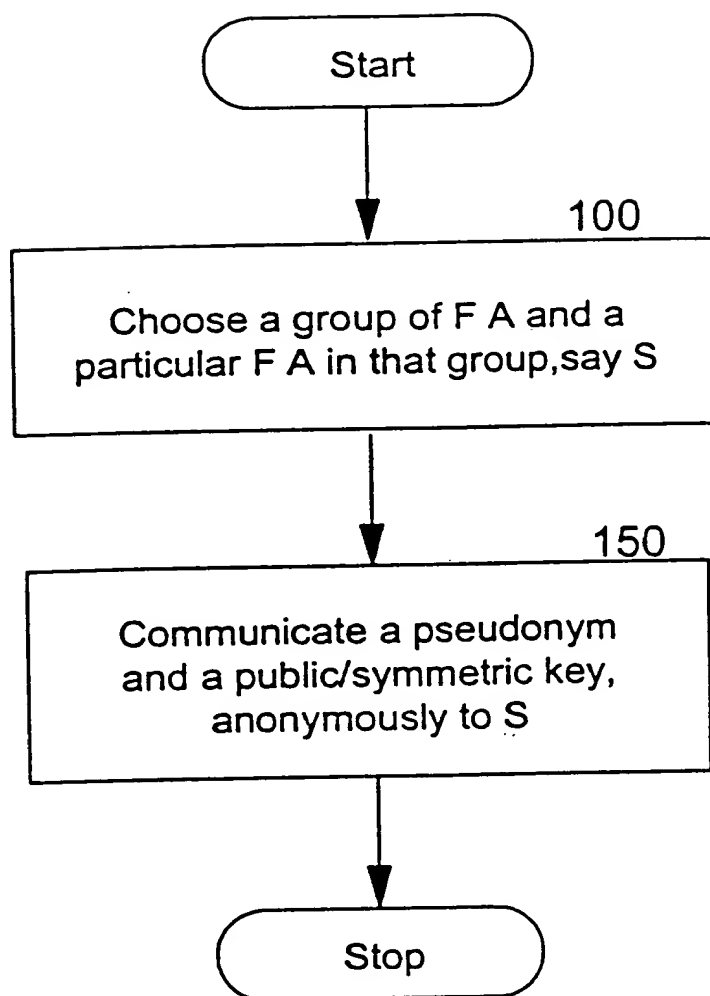 Start
100
Choose a group of F A and a
particular F A in that group,say S
150
Communicate a pseudonym
and a public/symmetric key,
anonymously to S
Stop